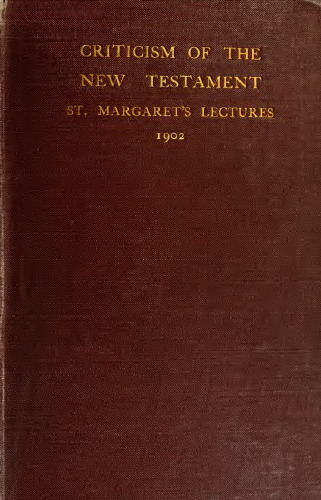 CRITICISM OF THE
NEW TESTAMENT
ST. MARGARET'S LECTURES
1902